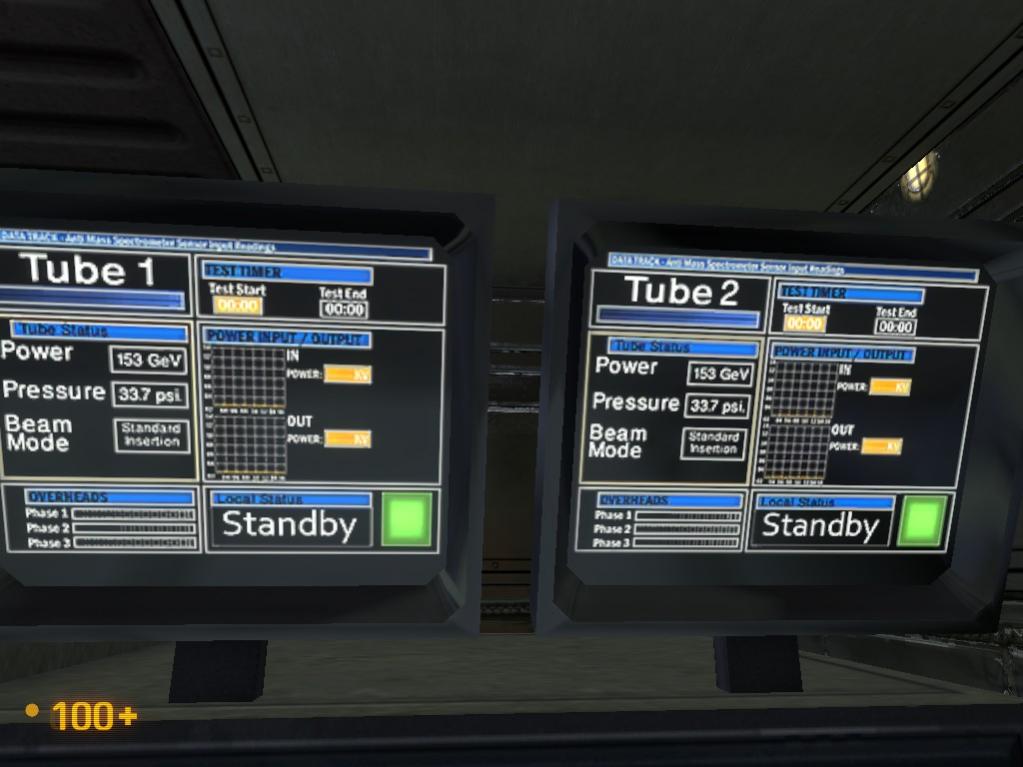 DATA TRACK - Anti Mass Spectrometer Sensor Input Readings
Tube 1
TEST TIMER
Test Start
Test End
00:00
00:00
Tube Status
Power
153 GeV
Pressure
33.7 psi.
Beam
Mode
Standard
Insertion
POWER INPUT / OUTPUT
IN
POWER:
KV
OUT
POWER:
KV
OVERHEADS
Phase 1
Phase 2
Phase 3
Local Status
Standby
DATA TRACK - Anti Mass Spectrometer Sensor Input Readings
Tube 2
TEST TIMER
Test Start
Test End
00:00
00:00
Tube Status
Power
153 GeV
Pressure
33.7 psi.
Beam
Mode
Standard
Insertion
POWER INPUT / OUTPUT
IN
POWER:
KV
OUT
POWER:
KV
OVERHEADS
Phase 1
Phase 2
Phase 3
Local Status
Standby
100+